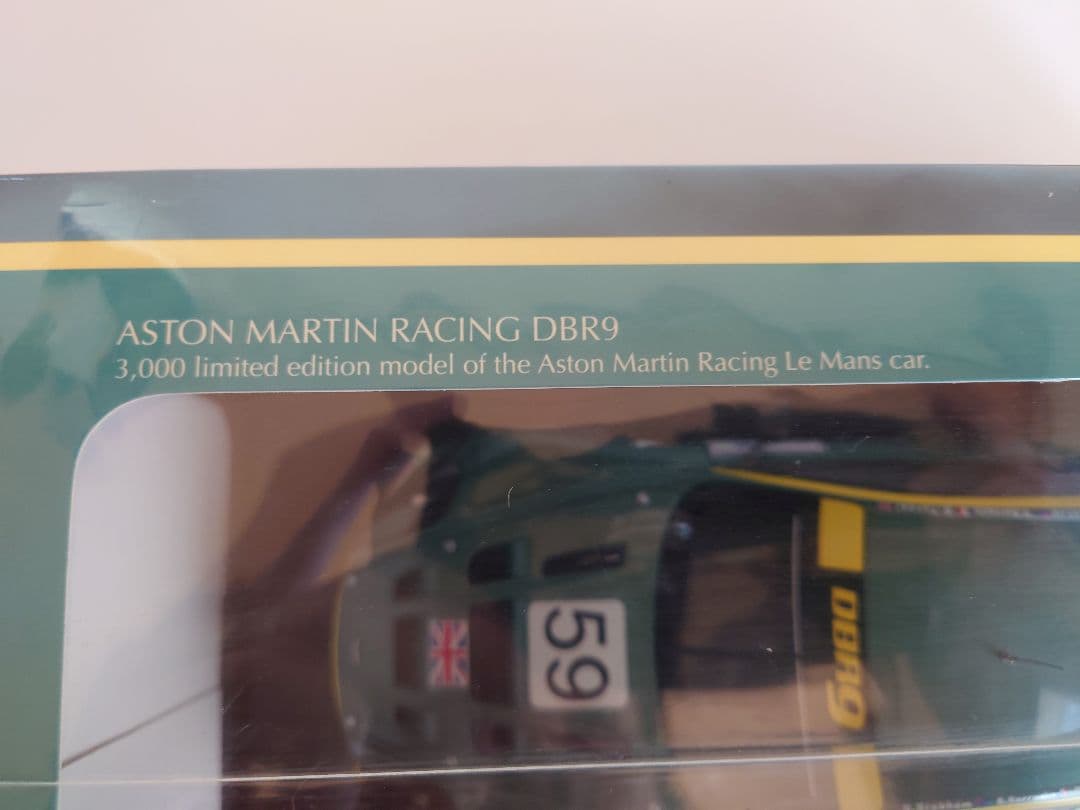 ASTON MARTIN RACING DBR9
3,000 limited edition model of the Aston Martin Racing Le Mans car.
59
DBR9